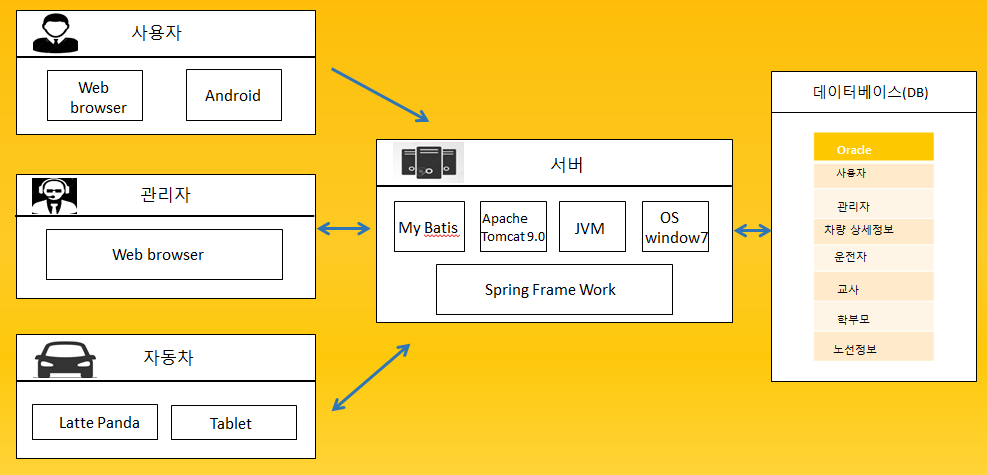 사용자
Web
browser
Android
관리자
Web browser
자동차
Latte Panda
Tablet
서버
My Batis
Apache
Tomcat 9.0
JVM
OS
window7
Spring Frame Work
데이터베이스(DB)
Oracle
사용자
관리자
차량 상세정보
운전자
교사
학부모
노선정보